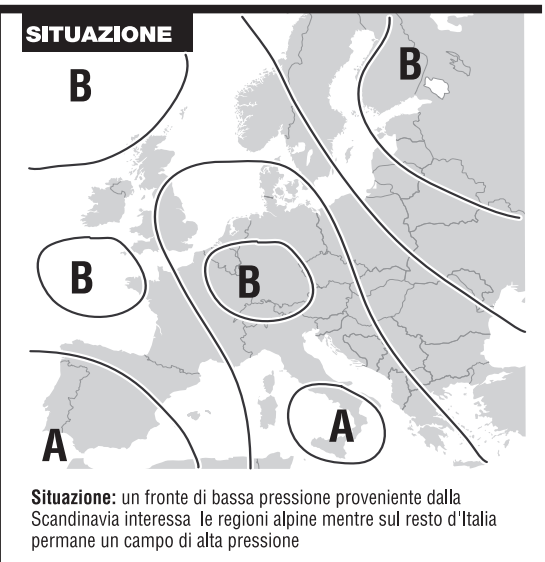 SITUAZIONE
B
B
B
B
A
A
Situazione: un fronte di bassa pressione proveniente dalla
Scandinavia interessa le regioni alpine mentre sul resto d'Italia
permane un campo di alta pressione